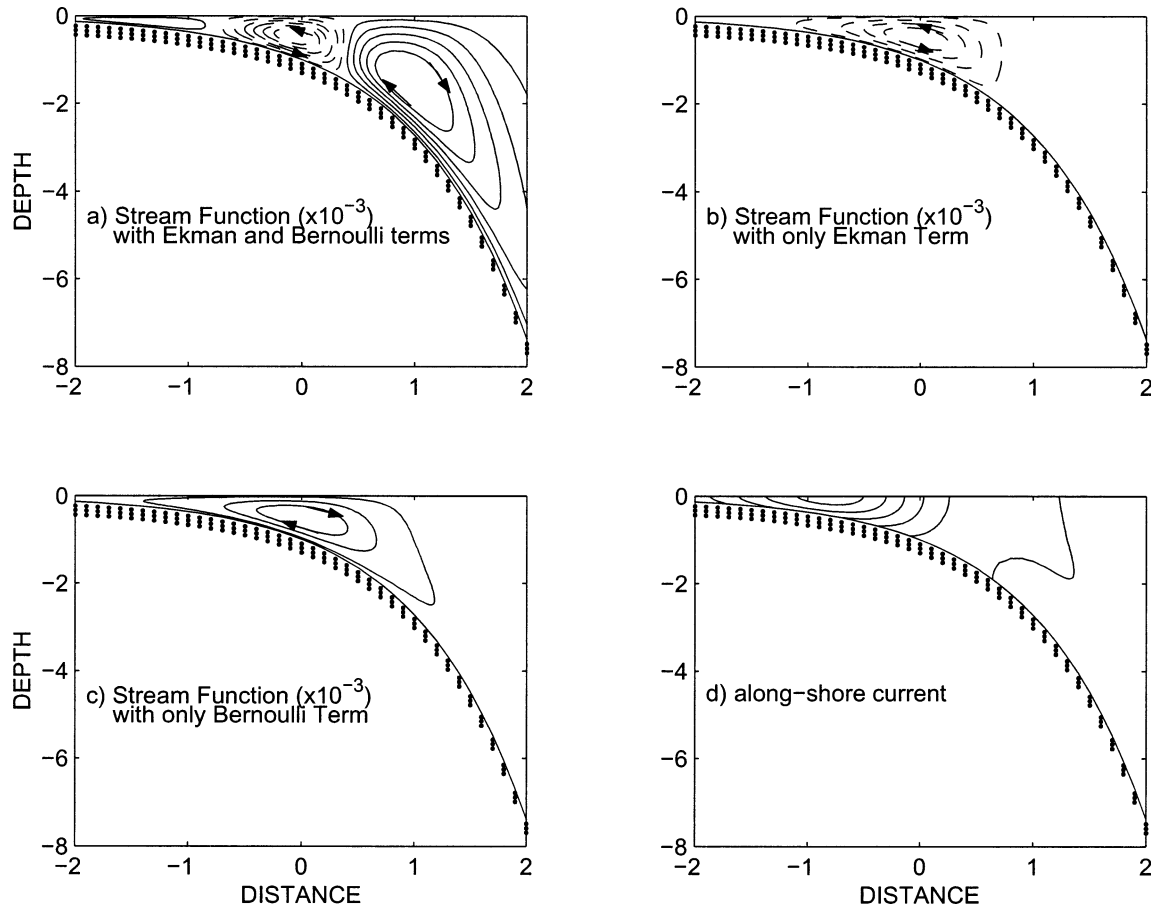 0
−2
−4
−6
−8
DEPTH
a) Stream Function (x10−3)
with Ekman and Bernoulli terms
−2 −1 0 1 2
0
−2
−4
−6
−8
b) Stream Function (x10−3)
with only Ekman Term
−2 −1 0 1 2
0
−2
−4
−6
−8
DEPTH
c) Stream Function (x10−3)
with only Bernoulli Term
−2 −1 0 1 2
DISTANCE
0
−2
−4
−6
−8
d) along−shore current
−2 −1 0 1 2
DISTANCE